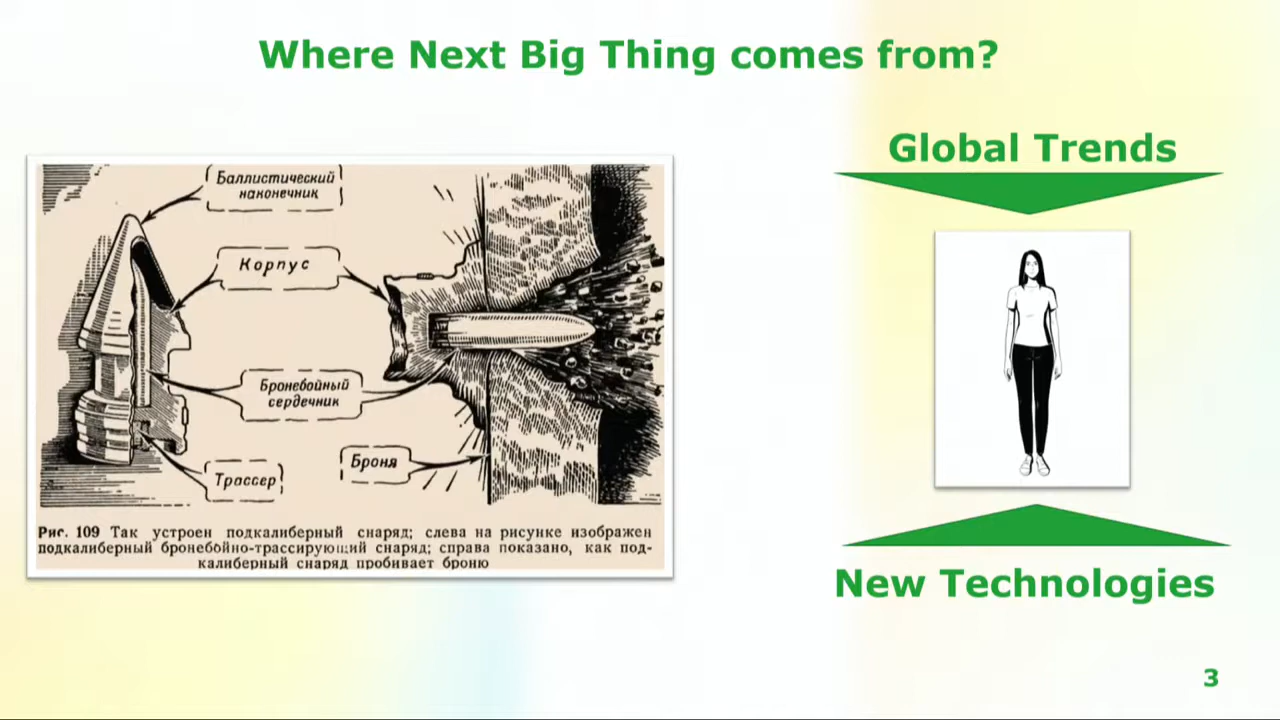 Where Next Big Thing comes from?
Баллистический
наконечник
Корпус
Бронебойный
сердечник
Трассер
Броня
Рис. 109 Так устроен подкалиберный снаряд; слева на рисунке изображен
подкалиберный бронебойно-трассирующий снаряд; справа показано, как под-
калиберный снаряд пробивает броню
Global Trends
New Technologies
3